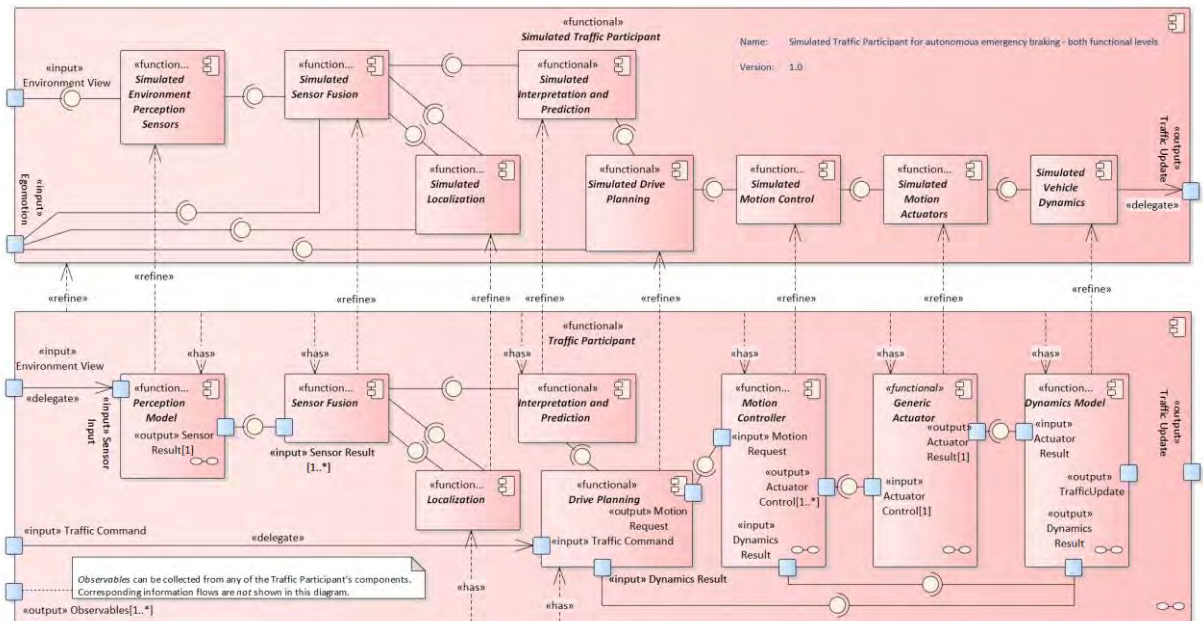 «functional»
Simulated Traffic Participant
Name: Simulated Traffic Participant for autonomous emergency braking - both functional levels
Version: 1.0
«input»
Environment View
«function...
Simulated
Environment
Perception
Sensors
«function...
Simulated
Sensor Fusion
«functional»
Simulated
Interpretation and
Prediction
«output»
Traffic Update
«input»
Egomotion
«function...
Simulated
Localization
«functional»
Simulated Drive
Planning
«function...
Simulated
Motion Control
«function...
Simulated
Motion
Actuators
Simulated
Vehicle
Dynamics
«delegate»
«refine»
«refine»
«refine»
«refine»
«refine»
«refine»
«refine»
«refine»
«refine»
«functional»
Traffic Participant
«input»
Environment View
«delegate»
«has»
«has»
«has»
«has»
«has»
«has»
«input» Sensor
Input
«function...
Perception
Model
«output» Sensor
Result[1]
«function...
Sensor Fusion
«input» Sensor Result
[1..*]
«functional»
Interpretation and
Prediction
«function...
Motion
Controller
«input» Motion
Request
«output»
Actuator
Control[1..*]
«input»
Dynamics
Result
«functional»
Generic
Actuator
«output»
Actuator
Result[1]
«input»
Actuator
Control[1]
«function...
Dynamics Model
«input»
Actuator
Result
«output»
TrafficUpdate
«output»
Dynamics
Result
«output»
Traffic Update
«function...
Localization
«functional»
Drive Planning
«output» Motion
Request
«input» Traffic Command
«input» Traffic Command
«delegate»
«input» Dynamics Result
Observables can be collected from any of the Traffic Participant's components.
Corresponding information flows are not shown in this diagram.
«has»
«has»
«output» Observables[1..*]